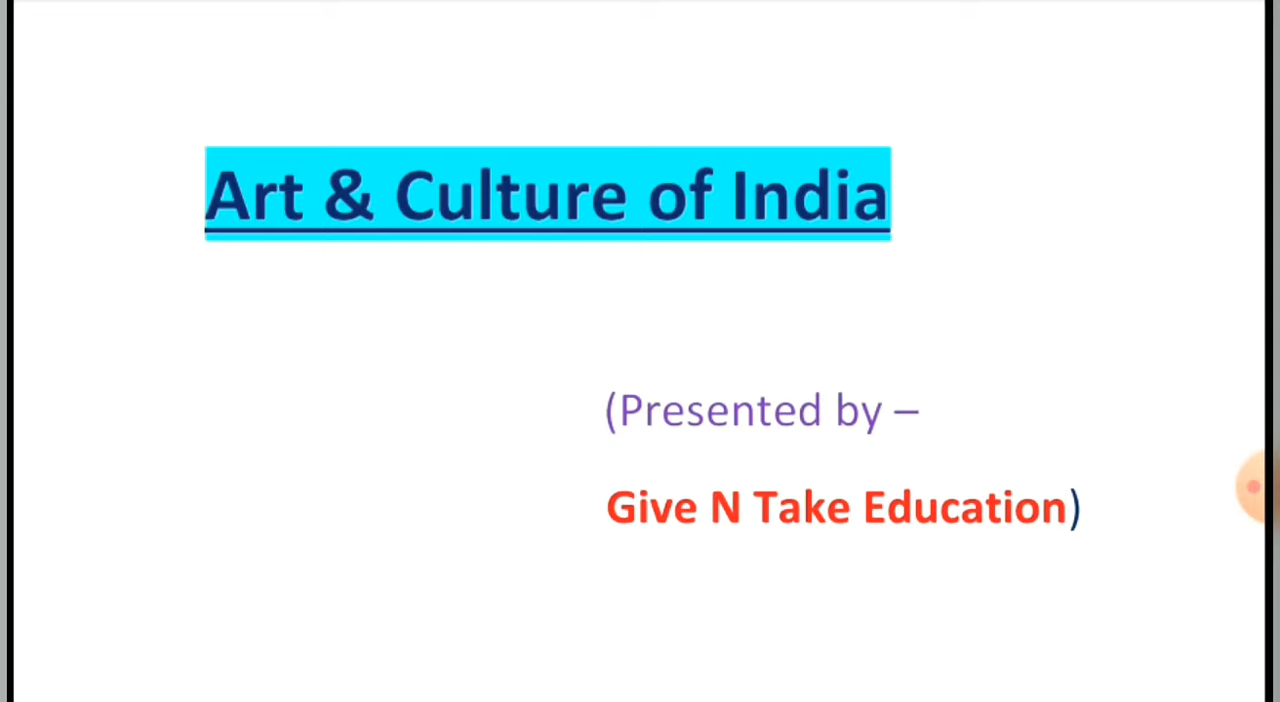 Art & Culture of India
(Presented by –
Give N Take Education)